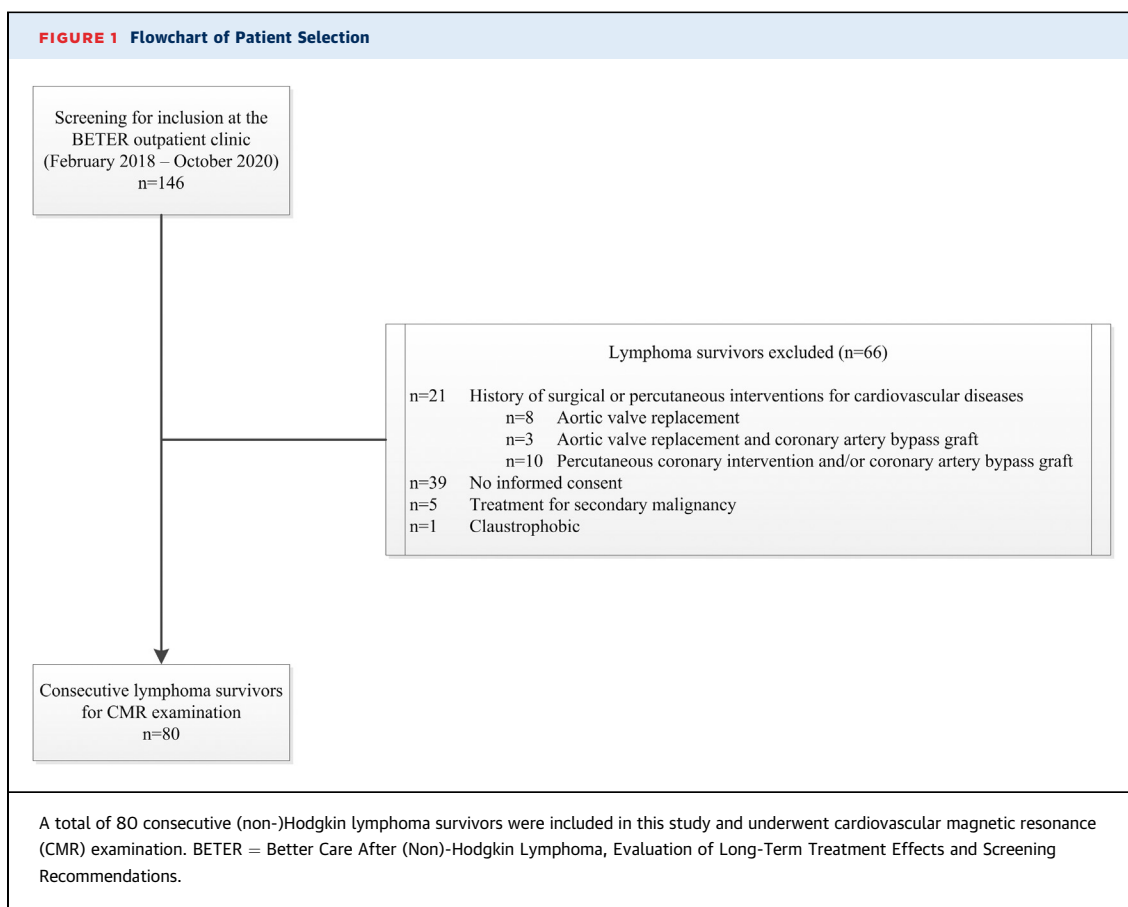 FIGURE 1 Flowchart of Patient Selection
Screening for inclusion at the
BETER outpatient clinic
(February 2018 – October 2020)
n=146
Lymphoma survivors excluded (n=66)
n=21 History of surgical or percutaneous interventions for cardiovascular diseases
n=8 Aortic valve replacement
n=3 Aortic valve replacement and coronary artery bypass graft
n=10 Percutaneous coronary intervention and/or coronary artery bypass graft
n=39 No informed consent
n=5 Treatment for secondary malignancy
n=1 Claustrophobic
Consecutive lymphoma survivors
for CMR examination
n=80
A total of 80 consecutive (non-)Hodgkin lymphoma survivors were included in this study and underwent cardiovascular magnetic resonance
(CMR) examination. BETER = Better Care After (Non)-Hodgkin Lymphoma, Evaluation of Long-Term Treatment Effects and Screening
Recommendations.